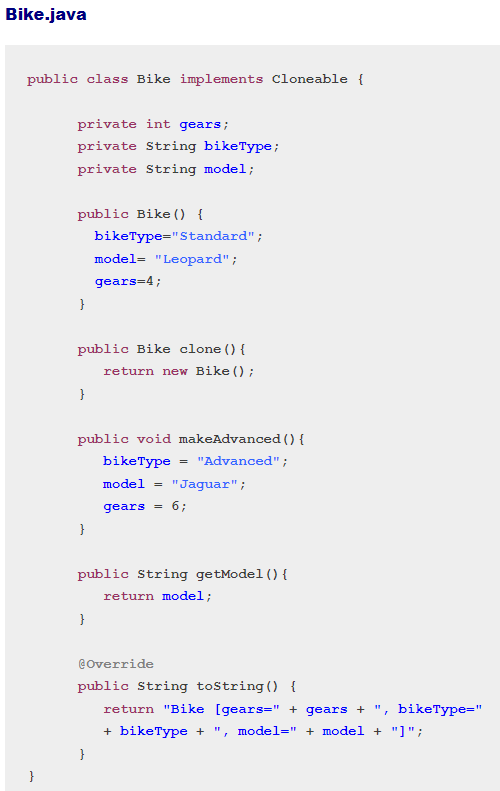 Bike.java
public class Bike implements Cloneable {
private int gears;
private String bikeType;
private String model;
public Bike() {
bikeType="Standard";
model= "Leopard";
gears=4;
}
public Bike clone(){
return new Bike();
}
public void makeAdvanced(){
bikeType = "Advanced";
model = "Jaguar";
gears = 6;
}
public String getModel(){
return model;
}
@Override
public String toString() {
return "Bike [gears=" + gears + ", bikeType="
+ bikeType + ", model=" + model + "]";
}
}